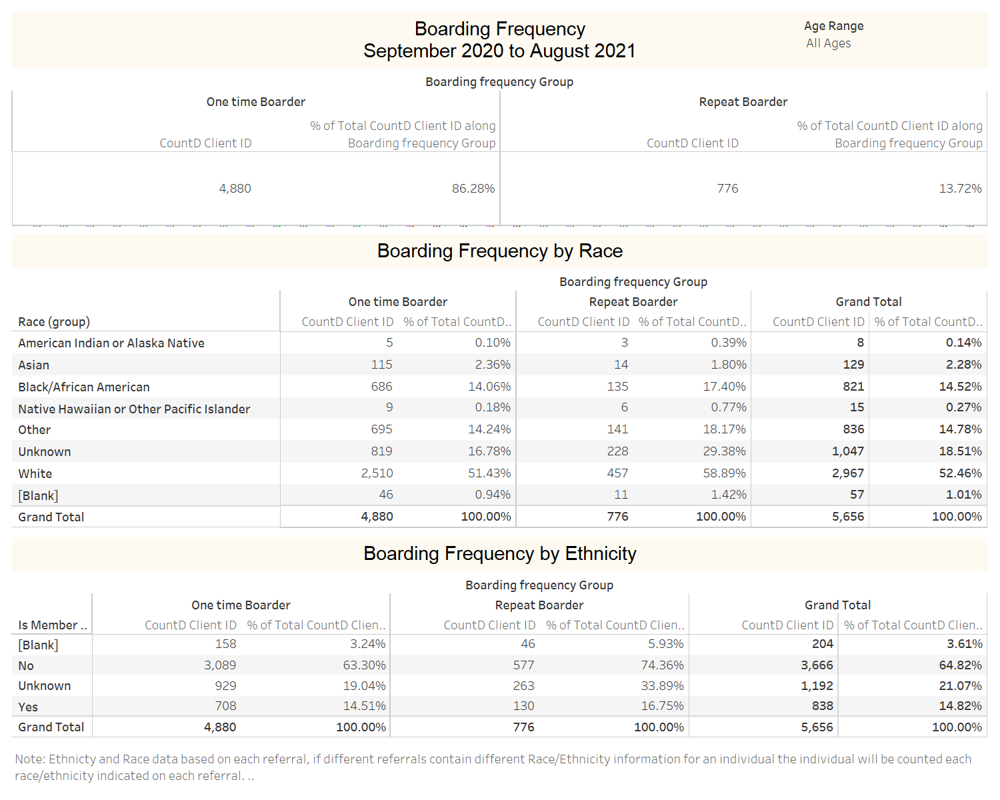 Boarding Frequency
September 2020 to August 2021
Age Range
All Ages
Boarding frequency Group
One time Boarder Repeat Boarder
% of Total CountD Client ID along % of Total CountD Client ID along
CountD Client ID Boarding frequency Group CountD Client ID Boarding frequency Group
4,880 86.28% 776 13.72%
Boarding Frequency by Race
Boarding frequency Group
One time Boarder Repeat Boarder Grand Total
Race (group) CountD Client ID % of Total CountD.. CountD Client ID % of Total CountD.. CountD Client ID % of Total CountD..
American Indian or Alaska Native 5 0.10% 3 0.39% 8 0.14%
Asian 115 2.36% 14 1.80% 129 2.28%
Black/African American 686 14.06% 135 17.40% 821 14.52%
Native Hawaiian or Other Pacific Islander 9 0.18% 6 0.77% 15 0.27%
Other 695 14.24% 141 18.17% 836 14.78%
Unknown 819 16.78% 228 29.38% 1,047 18.51%
White 2,510 51.43% 457 58.89% 2,967 52.46%
[Blank] 46 0.94% 11 1.42% 57 1.01%
Grand Total 4,880 100.00% 776 100.00% 5,656 100.00%
Boarding Frequency by Ethnicity
Boarding frequency Group
One time Boarder Repeat Boarder Grand Total
Is Member .. CountD Client ID % of Total CountD Clien.. CountD Client ID % of Total CountD Clien.. CountD Client ID % of Total CountD Clien..
[Blank] 158 3.24% 46 5.93% 204 3.61%
No 3,089 63.30% 577 74.36% 3,666 64.82%
Unknown 929 19.04% 263 33.89% 1,192 21.07%
Yes 708 14.51% 130 16.75% 838 14.82%
Grand Total 4,880 100.00% 776 100.00% 5,656 100.00%
Note: Ethnicty and Race data based on each referral, if different referrals contain different Race/Ethnicity information for an individual the individual will be counted each
race/ethnicity indicated on each referral. ..